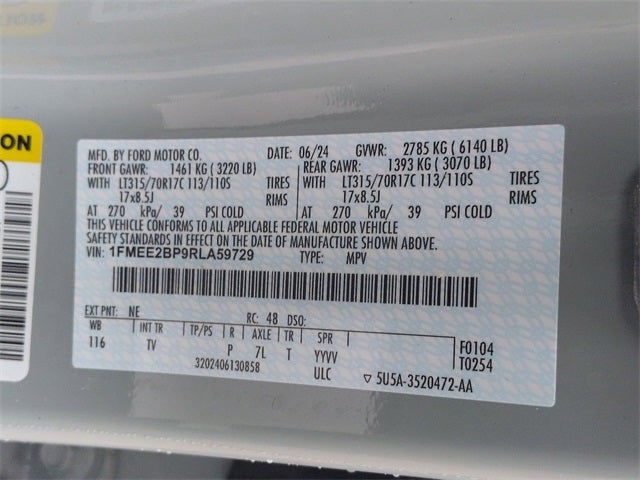 ION
MFD. BY FORD MOTOR CO. DATE: 06/24 GVWR: 2785 KG ( 6140 LB)
FRONT GAWR: 1461 KG ( 3220 LB) REAR GAWR: 1393 KG ( 3070 LB)
WITH LT315/70R17C 113/110S TIRES WITH LT315/70R17C 113/110S TIRES
17x8.5J RIMS 17x8.5J RIMS
AT 270 kPa/ 39 PSI COLD AT 270 kPa/ 39 PSI COLD
THIS VEHICLE CONFORMS TO ALL APPLICABLE FEDERAL MOTOR VEHICLE
SAFETY STANDARDS IN EFFECT ON THE DATE OF MANUFACTURE SHOWN ABOVE.
VIN: 1FMEE2BP9RLA59729 TYPE: MPV
EXT PNT: NE RC: 48 DSO:
WB INT TR TP/PS R AXLE TR SPR F0104
116 TV P 7L T YYVV T0254
3202406130858 ULC ▽ 5U5A-3520472-AA